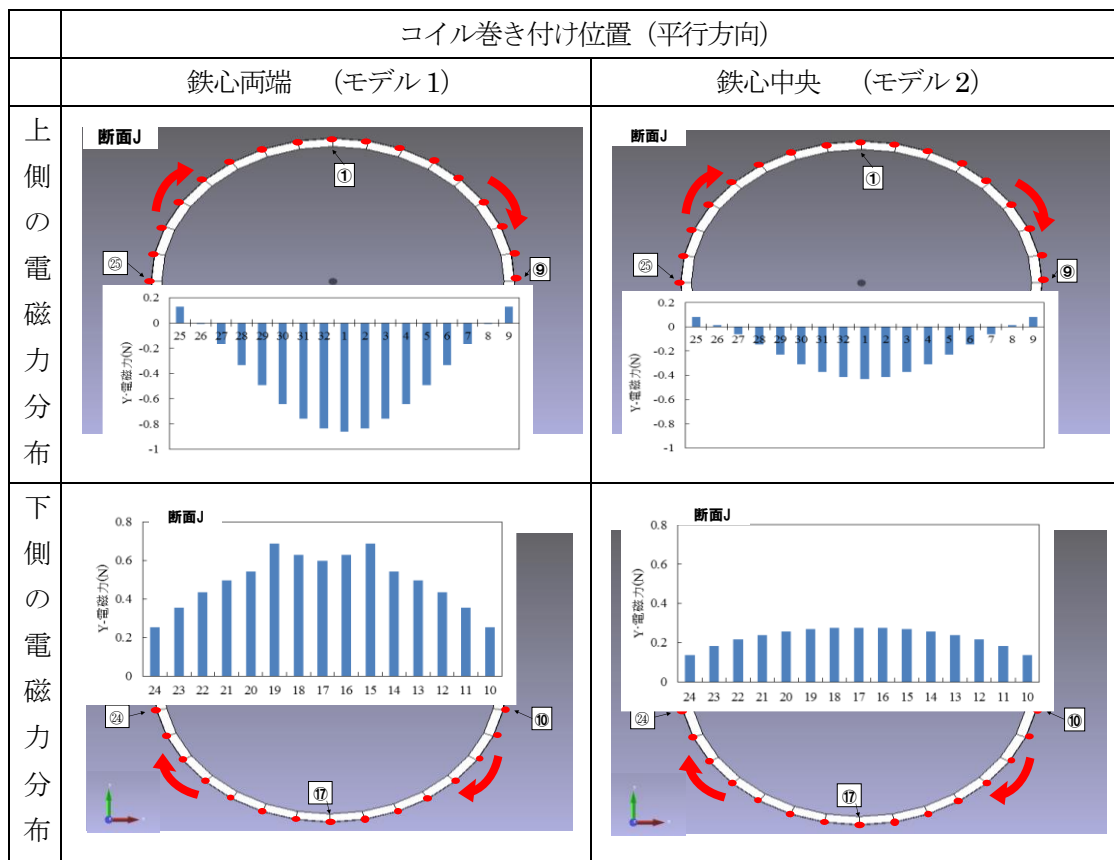 コイル巻き付け位置（平行方向）
鉄心両端　（モデル1）
鉄心中央　（モデル2）
上側の電磁力分布
断面J
①
㉕
⑨
0.2
0
-0.2
-0.4
-0.6
-0.8
-1
Y-電磁力(N)
25 26 27 28 29 30 31 32 1 2 3 4 5 6 7 8 9
断面J
①
㉕
⑨
0.2
0
-0.2
-0.4
-0.6
-0.8
-1
Y-電磁力(N)
25 26 27 28 29 30 31 32 1 2 3 4 5 6 7 8 9
下側の電磁力分布
断面J
0.8
0.6
0.4
0.2
0
Y-電磁力(N)
24 23 22 21 20 19 18 17 16 15 14 13 12 11 10
㉔
⑩
⑰
断面J
0.8
0.6
0.4
0.2
0
Y-電磁力(N)
24 23 22 21 20 19 18 17 16 15 14 13 12 11 10
㉔
⑩
⑰